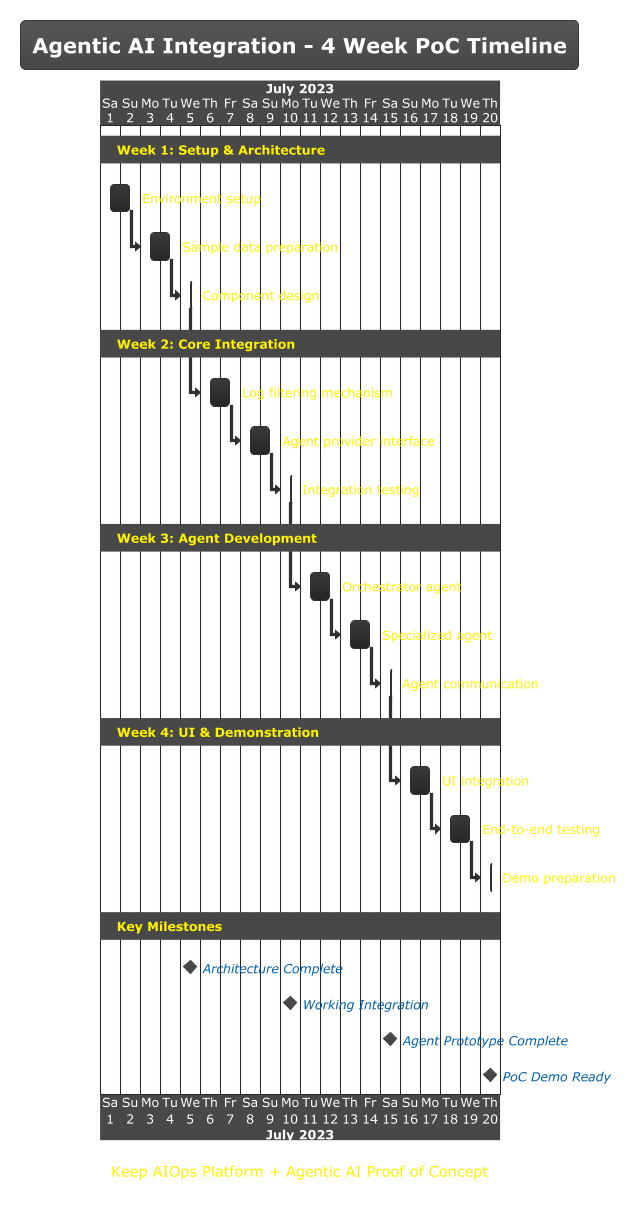 Agentic AI Integration - 4 Week PoC Timeline
July 2023
Sa Su Mo Tu We Th Fr Sa Su Mo Tu We Th Fr Sa Su Mo Tu We Th
1 2 3 4 5 6 7 8 9 10 11 12 13 14 15 16 17 18 19 20
Week 1: Setup & Architecture
Environment setup
Sample data preparation
Component design
Week 2: Core Integration
Log filtering mechanism
Agent provider interface
Integration testing
Week 3: Agent Development
Orchestrator agent
Specialized agent
Agent communication
Week 4: UI & Demonstration
UI integration
End-to-end testing
Demo preparation
Key Milestones
Architecture Complete
Working Integration
Agent Prototype Complete
PoC Demo Ready
Sa Su Mo Tu We Th Fr Sa Su Mo Tu We Th Fr Sa Su Mo Tu We Th
1 2 3 4 5 6 7 8 9 10 11 12 13 14 15 16 17 18 19 20
July 2023
Keep AIOps Platform + Agentic AI Proof of Concept